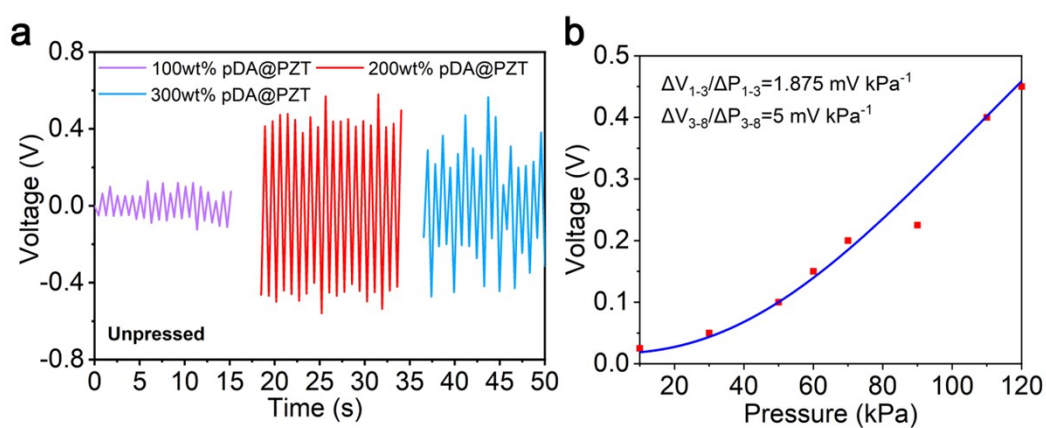 a
0.8
0.4
0.0
-0.4
-0.8
Voltage (V)
100wt% pDA@PZT
200wt% pDA@PZT
300wt% pDA@PZT
Unpressed
0 5 10 15 20 25 30 35 40 45 50
Time (s)
b
0.5
0.4
0.3
0.2
0.1
0.0
Voltage (V)
ΔV1-3/ΔP1-3=1.875 mV kPa-1
ΔV3-8/ΔP3-8=5 mV kPa-1
20 40 60 80 100 120
Pressure (kPa)